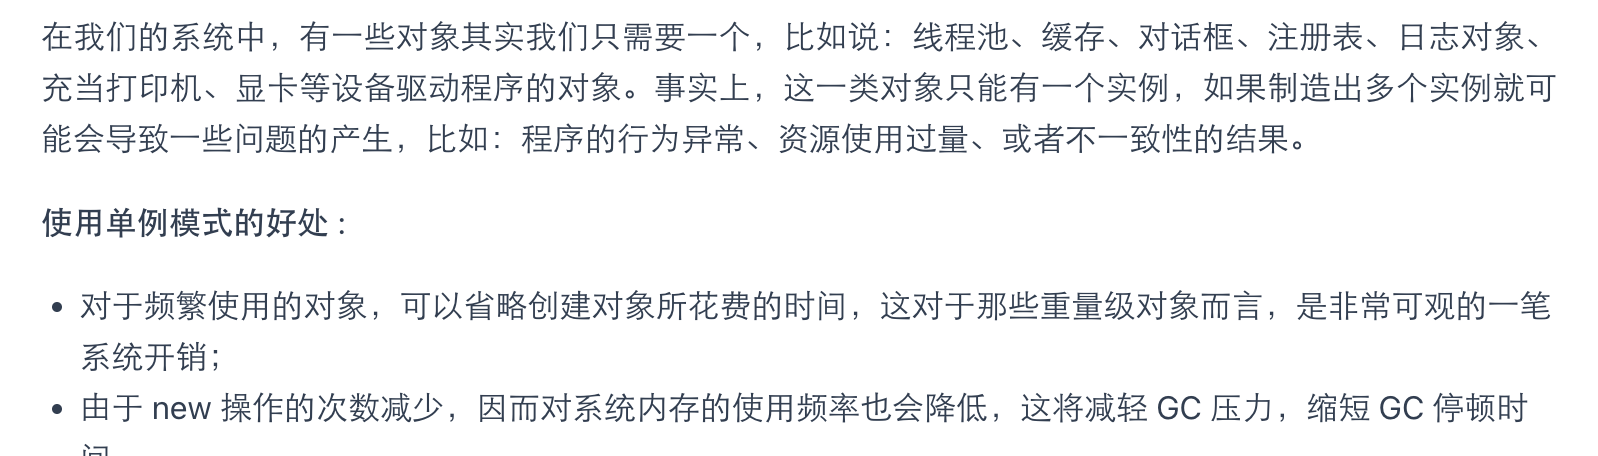 在我们的系统中，有一些对象其实我们只需要一个，比如说：线程池、缓存、对话框、注册表、日志对象、
充当打印机、显卡等设备驱动程序的对象。事实上，这一类对象只能有一个实例，如果制造出多个实例就可
能会导致一些问题的产生，比如：程序的行为异常、资源使用过量、或者不一致性的结果。
使用单例模式的好处 :
对于频繁使用的对象，可以省略创建对象所花费的时间，这对于那些重量级对象而言，是非常可观的一笔
系统开销；
由于 new 操作的次数减少，因而对系统内存的使用频率也会降低，这将减轻 GC 压力，缩短 GC 停顿时
间